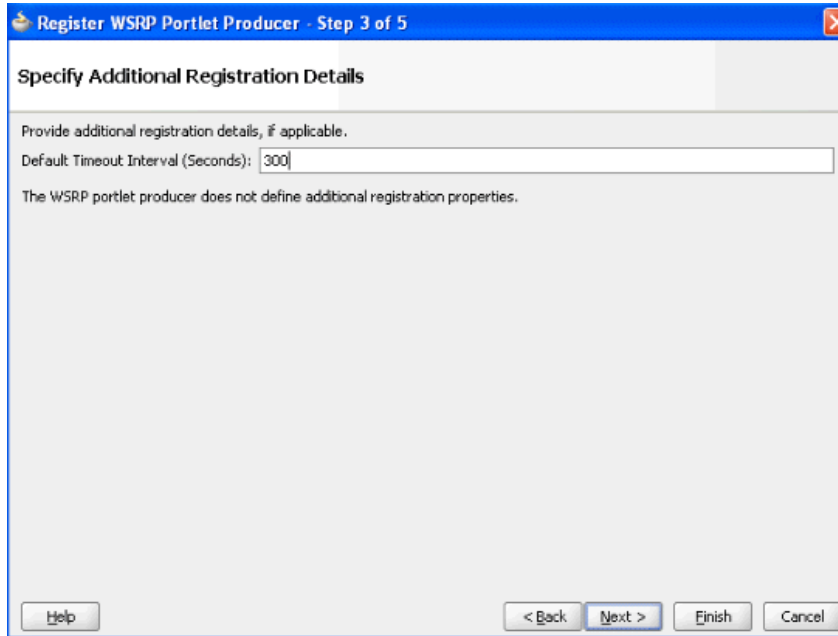 Register WSRP Portlet Producer - Step 3 of 5
Specify Additional Registration Details
Provide additional registration details, if applicable.
Default Timeout Interval (Seconds): 300
The WSRP portlet producer does not define additional registration properties.
Help < Back Next > Finish Cancel